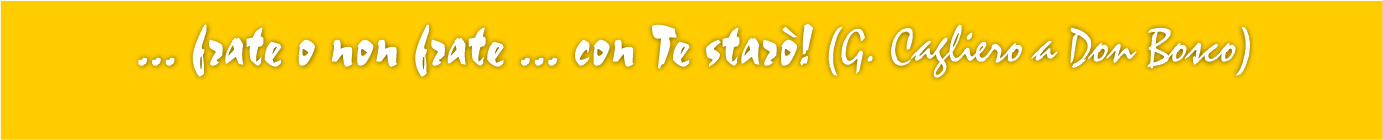 ... frate o non frate ... con Te starò! (G. Cagliero a Don Bosco)